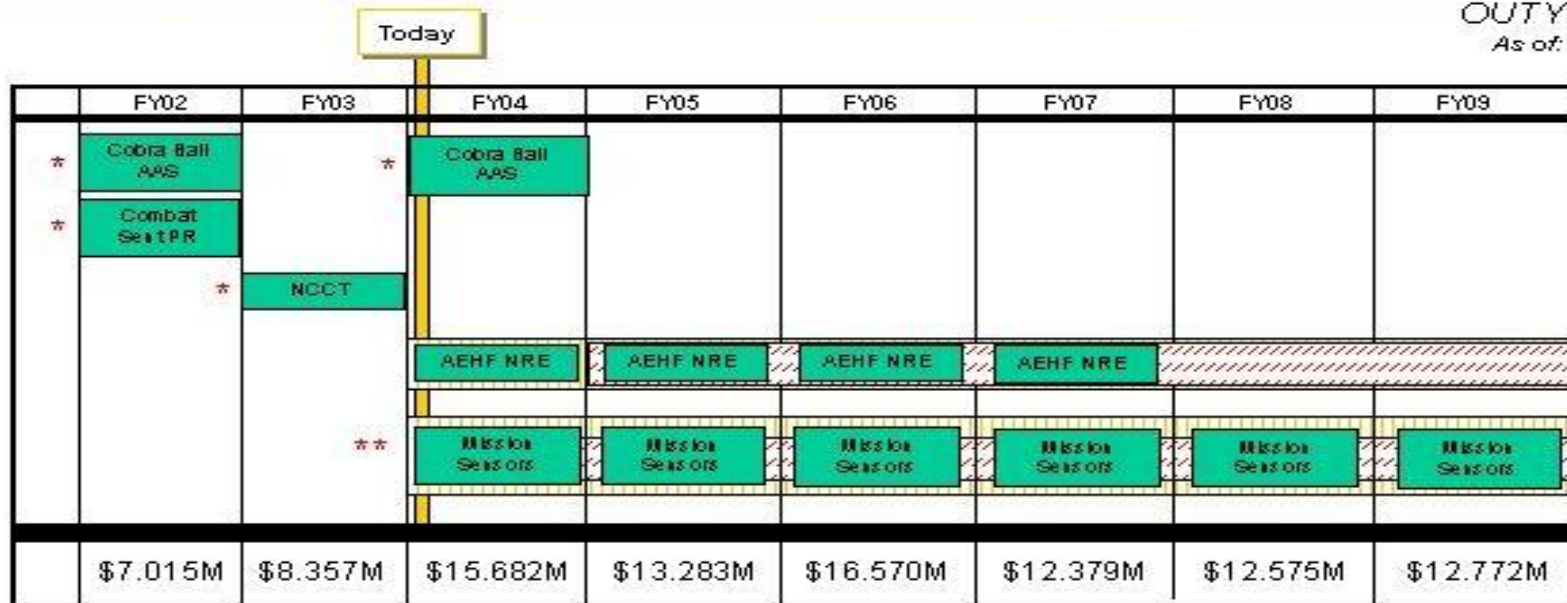 OUTY
As of:
Today
FY02 FY03 FY04 FY05 FY06 FY07 FY08 FY09
* Cobra Ball AAS * Cobra Ball AAS
* Combat Sent PR
* NCCT
AEHF NRE AEHF NRE AEHF NRE AEHF NRE
** Mission Sensors Mission Sensors Mission Sensors Mission Sensors Mission Sensors Mission Sensors
$7.015M $8.357M $15.682M $13.283M $16.570M $12.379M $12.575M $12.772M